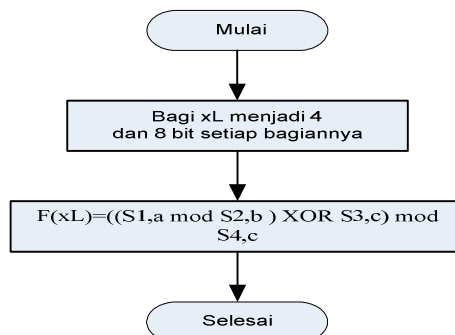 Mulai
Bagi xL menjadi 4
dan 8 bit setiap bagiannya
F(xL)=((S1,a mod S2,b ) XOR S3,c) mod
S4,c
Selesai